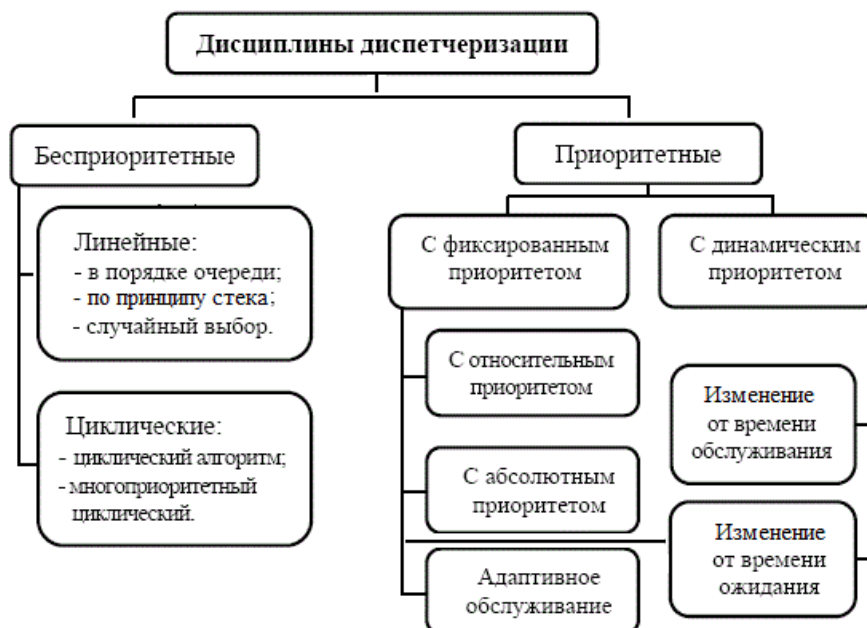 Дисциплины диспетчеризации
Бесприоритетные
Приоритетные
Линейные:
- в порядке очереди;
- по принципу стека;
- случайный выбор.
Циклические:
- циклический алгоритм;
- многоприоритетный
циклический.
С фиксированным
приоритетом
С динамическим
приоритетом
С относительным
приоритетом
С абсолютным
приоритетом
Адаптивное
обслуживание
Изменение
от времени
обслуживания
Изменение
от времени
ожидания